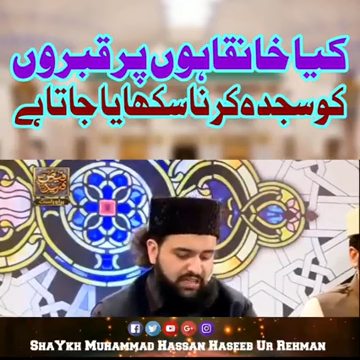 کیا خانقاہوں پر قبروں
کو سجدہ کرنا سکھایا جاتا ہے
ShaYkh Muhammad Hassan Haseeb Ur Rehman